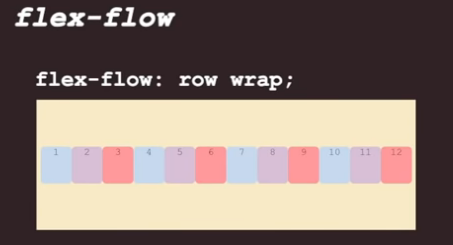 flex-flow
flex-flow: row wrap;
1 2 3 4 5 6 7 8 9 10 11 12